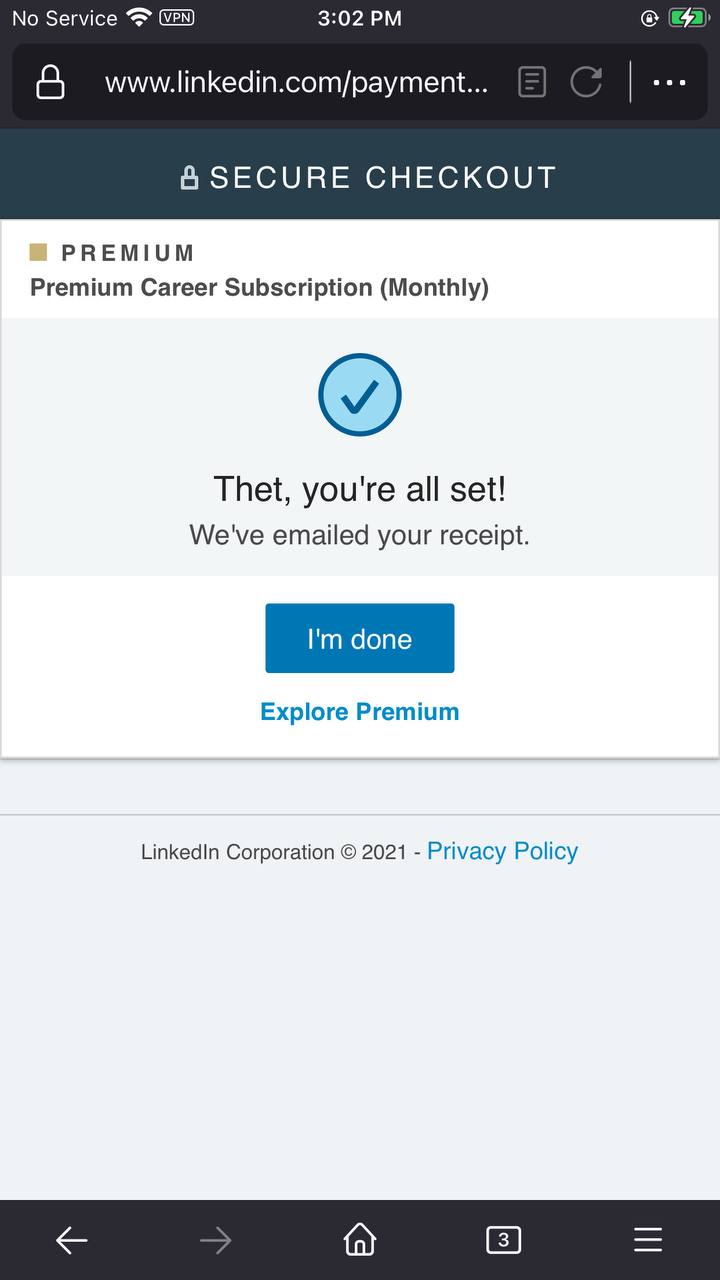 No Service VPN 3:02 PM
www.linkedin.com/payment...
SECURE CHECKOUT
PREMIUM
Premium Career Subscription (Monthly)
Thet, you're all set!
We've emailed your receipt.
I'm done
Explore Premium
LinkedIn Corporation © 2021 - Privacy Policy
3